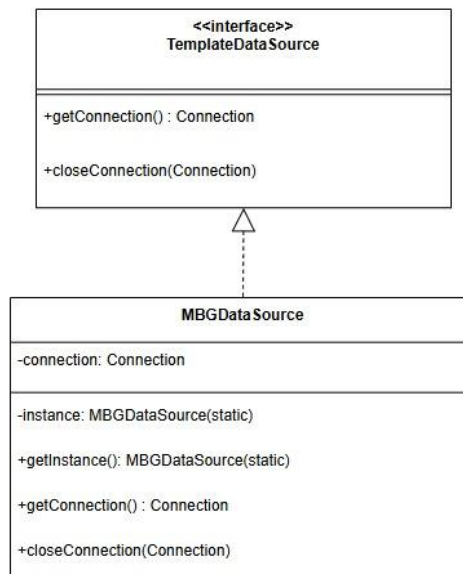 <<interface>>
TemplateDataSource
+getConnection() : Connection
+closeConnection(Connection)
MBGDataSource
-connection: Connection
-instance: MBGDataSource(static)
+getInstance(): MBGDataSource(static)
+getConnection() : Connection
+closeConnection(Connection)